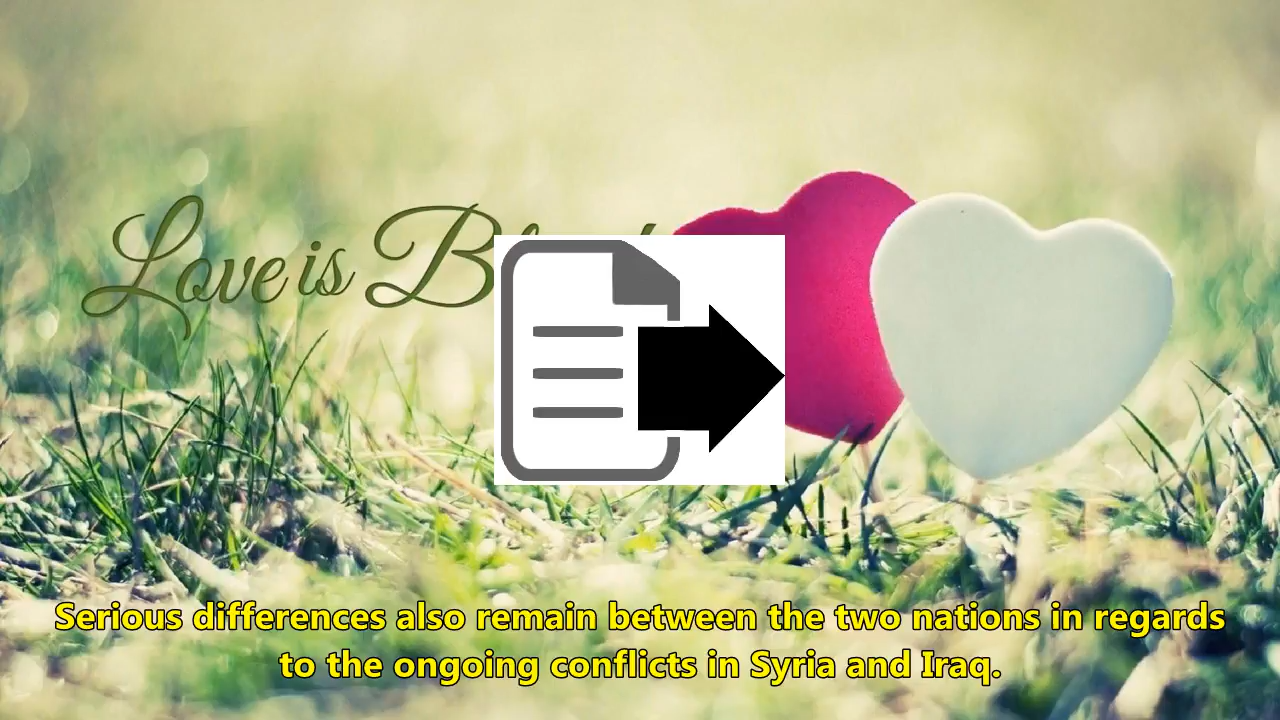 Love is
Serious differences also remain between the two nations in regards
to the ongoing conflicts in Syria and Iraq.